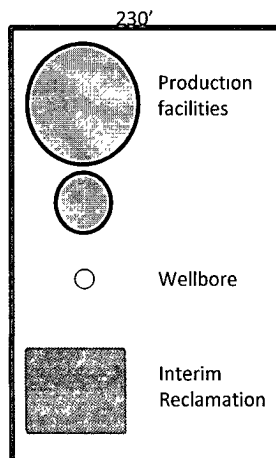 230’
Production
facilities
Wellbore
Interim
Reclamation